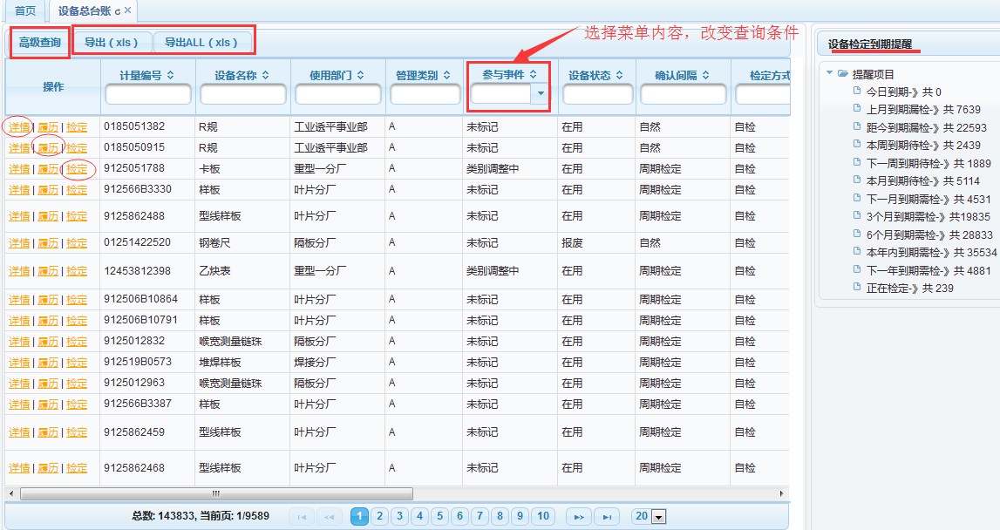 首页 设备总台账
高级查询 导出（xls） 导出ALL（xls） 选择菜单内容，改变查询条件
操作 计量编号 设备名称 使用部门 管理类别 参与事件 设备状态 确认间隔 检定方式
详情 | 履历 | 检定 0185051382 R规 工业透平事业部 A 未标记 在用 自然 自检
详情 | 履历 | 检定 0185050915 R规 工业透平事业部 A 未标记 在用 自然 自检
详情 | 履历 | 检定 9125051788 卡板 重型一分厂 A 类别调整中 在用 周期检定 自检
详情 | 履历 | 检定 912566B3330 样板 叶片分厂 A 未标记 在用 周期检定 自检
详情 | 履历 | 检定 9125862488 型线样板 叶片分厂 A 未标记 在用 周期检定 自检
详情 | 履历 | 检定 01251422520 钢卷尺 隔板分厂 A 未标记 报废 自然 自检
详情 | 履历 | 检定 12453812398 乙炔表 重型一分厂 A 类别调整中 在用 周期检定 自检
详情 | 履历 | 检定 912506B10864 样板 叶片分厂 A 未标记 在用 周期检定 自检
详情 | 履历 | 检定 912506B10791 样板 叶片分厂 A 未标记 在用 周期检定 自检
详情 | 履历 | 检定 9125012832 喉宽测量链珠 隔板分厂 A 未标记 在用 周期检定 自检
详情 | 履历 | 检定 912519B0573 堆焊样板 焊接分厂 A 未标记 在用 周期检定 自检
详情 | 履历 | 检定 9125012963 喉宽测量链珠 隔板分厂 A 未标记 在用 周期检定 自检
详情 | 履历 | 检定 912566B3387 样板 叶片分厂 A 未标记 在用 周期检定 自检
详情 | 履历 | 检定 9125862459 型线样板 叶片分厂 A 未标记 在用 周期检定 自检
详情 | 履历 | 检定 9125862468 型线样板 叶片分厂 A 未标记 在用 周期检定 自检
总数: 143833, 当前页: 1/9589 1 2 3 4 5 6 7 8 9 10 20
设备检定到期提醒
提醒项目
今日到期-》共 0
上月到期漏检-》共 7639
距今到期漏检-》共 22593
本周到期待检-》共 2439
下一周到期待检-》共 1889
本月到期待检-》共 5114
下一月到期需检-》共 4531
3个月到期需检-》共19835
6个月到期需检-》共 28833
本年内到期需检-》共 35534
下一年到期需检-》共 4881
正在检定-》共 239